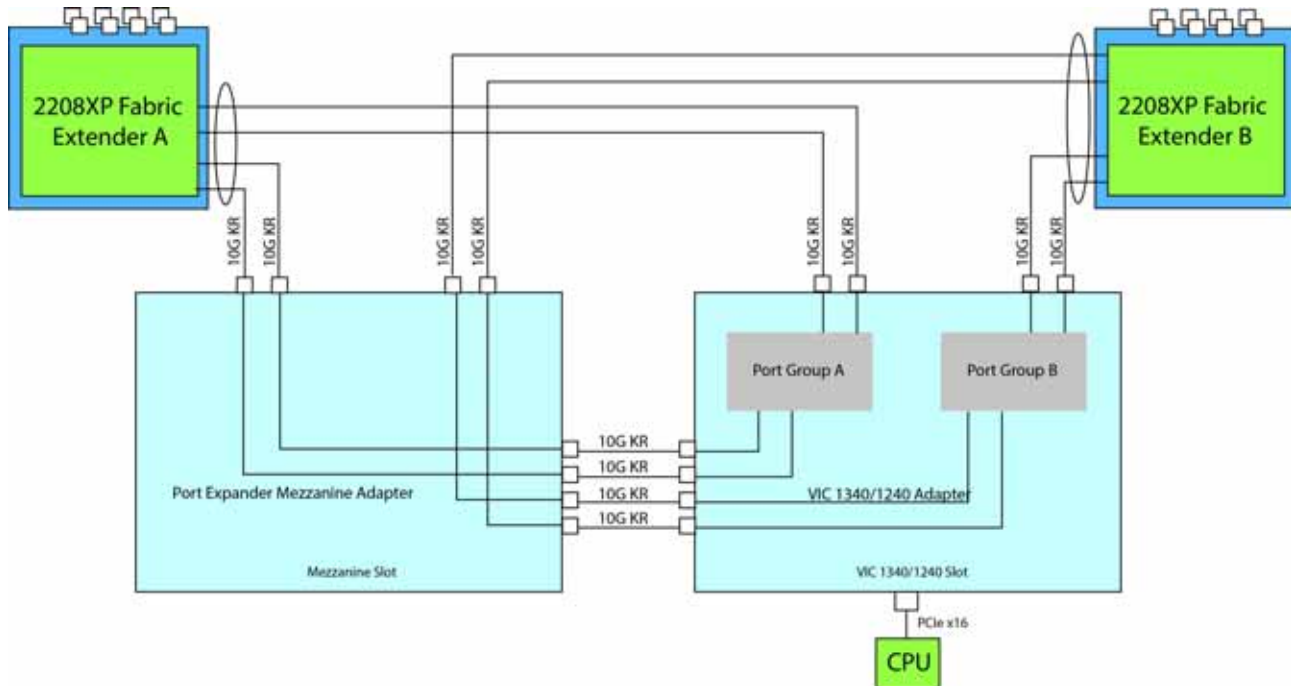 2208XP Fabric
Extender A
2208XP Fabric
Extender B
10G KR
10G KR
10G KR
10G KR
10G KR
10G KR
10G KR
10G KR
Port Group A
Port Group B
10G KR
10G KR
10G KR
10G KR
Port Expander Mezzanine Adapter
VIC 1340/1240 Adapter
Mezzanine Slot
VIC 1340/1240 Slot
PCIe x16
CPU